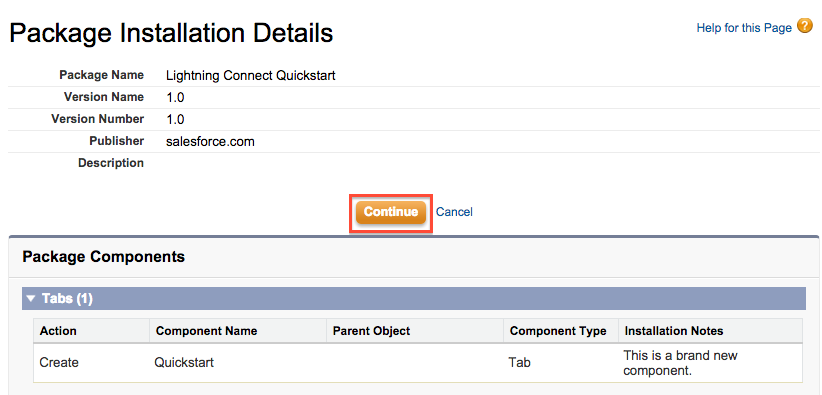 Package Installation Details
Help for this Page ?
Package Name Lightning Connect Quickstart
Version Name 1.0
Version Number 1.0
Publisher salesforce.com
Description
Continue Cancel
Package Components
Tabs (1)
Action Component Name Parent Object Component Type Installation Notes
Create Quickstart Tab This is a brand new
component.